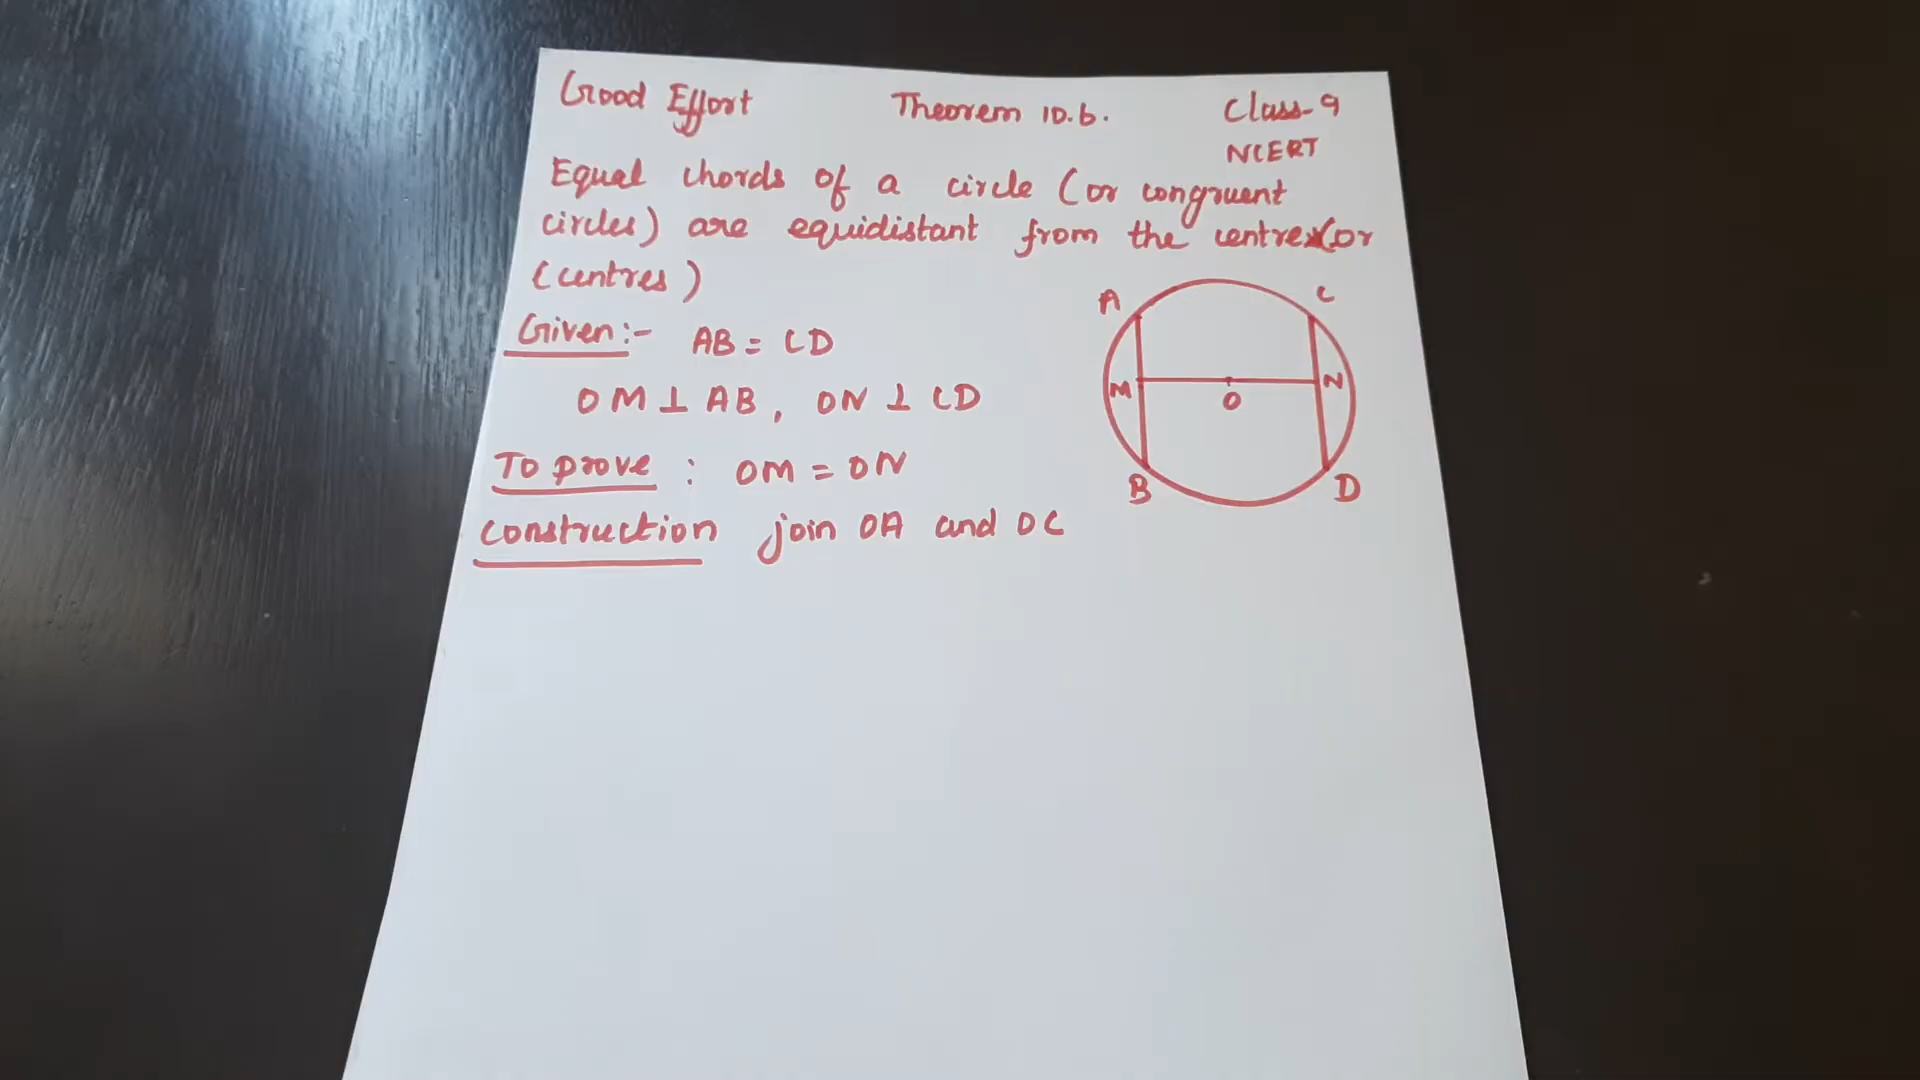 Good Effort Theorem 10.6. Class-9
NCERT
Equal chords of a circle (or congruent
circles) are equidistant from the centre (or
(centres)
Given:- AB = CD
OM ⊥ AB, ON ⊥ CD
To prove : OM = ON
construction join OA and OC
A C
M O N
B D